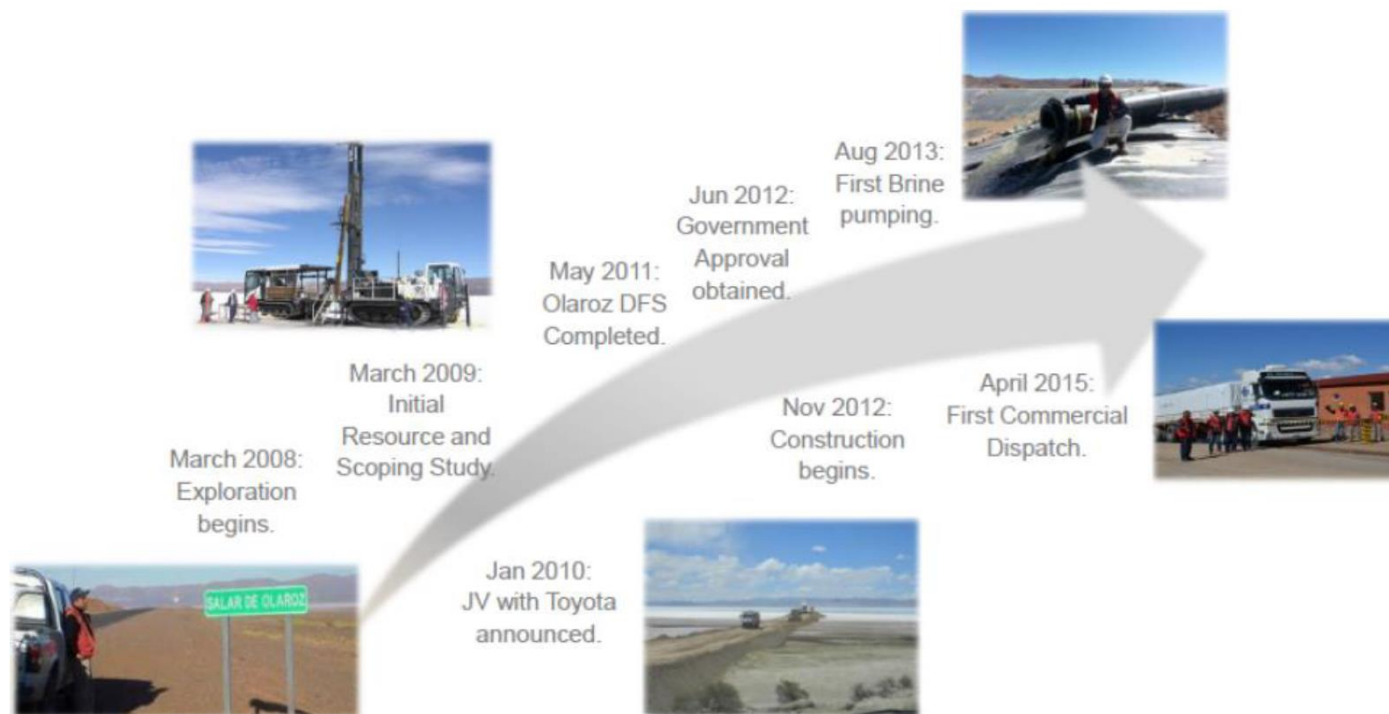 March 2008:
Exploration
begins.
SALAR DE OLAROZ
March 2009:
Initial
Resource and
Scoping Study.
Jan 2010:
JV with Toyota
announced.
May 2011:
Olaroz DFS
Completed.
Jun 2012:
Government
Approval
obtained.
Nov 2012:
Construction
begins.
Aug 2013:
First Brine
pumping.
April 2015:
First Commercial
Dispatch.